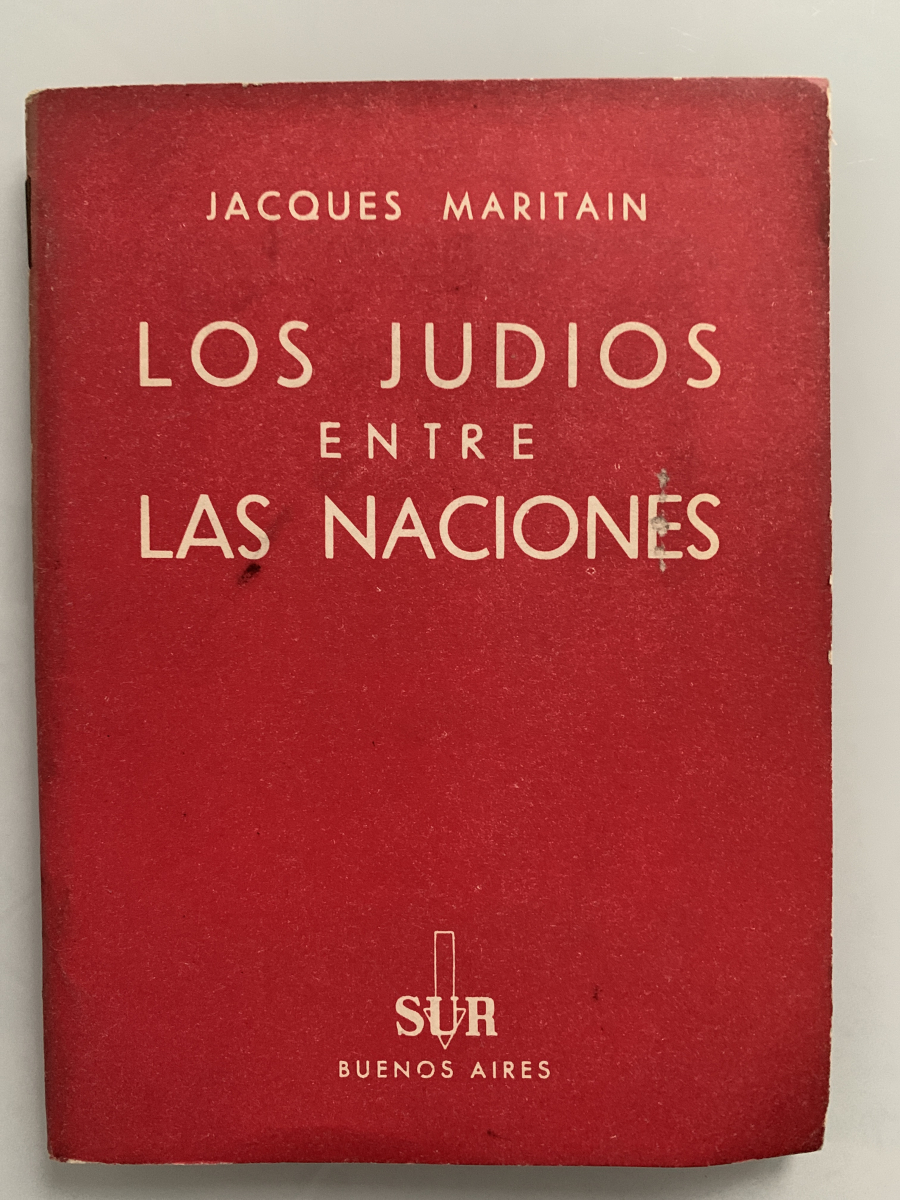 JACQUES MARITAIN
LOS JUDIOS
ENTRE
LAS NACIONES
SUR
BUENOS AIRES